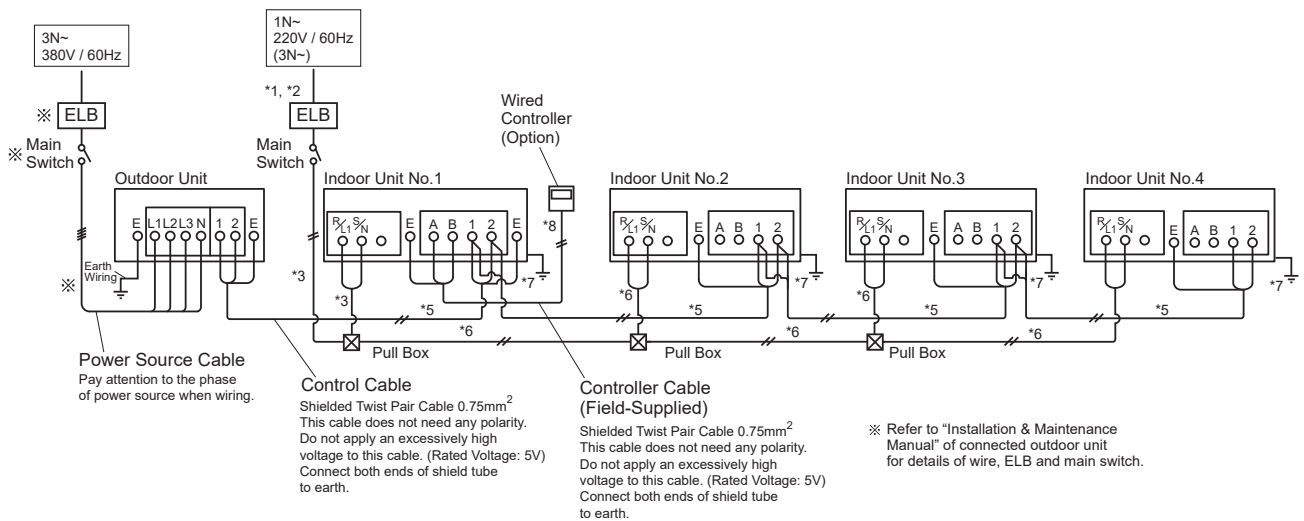 3N~
380V / 60Hz
1N~
220V / 60Hz
(3N~)
*1, *2
※ ELB
ELB
※ Main
Switch
Main
Switch
Wired
Controller
(Option)
Outdoor Unit
E L1 L2 L3 N 1 2 E
Earth
Wiring
※
Indoor Unit No.1
R/L1 S/N
E A B 1 2 E
*8
*3
*3
*7
*5
*6
Indoor Unit No.2
R/L1 S/N
E A B 1 2
*6
*7
*5
*6
Indoor Unit No.3
R/L1 S/N
E A B 1 2
*6
*7
*5
*6
Indoor Unit No.4
R/L1 S/N
E A B 1 2
*7
Pull Box
Pull Box
Pull Box
Power Source Cable
Pay attention to the phase
of power source when wiring.
Control Cable
Shielded Twist Pair Cable 0.75mm²
This cable does not need any polarity.
Do not apply an excessively high
voltage to this cable. (Rated Voltage: 5V)
Connect both ends of shield tube
to earth.
Controller Cable
(Field-Supplied)
Shielded Twist Pair Cable 0.75mm²
This cable does not need any polarity.
Do not apply an excessively high
voltage to this cable. (Rated Voltage: 5V)
Connect both ends of shield tube
to earth.
※ Refer to “Installation & Maintenance
Manual” of connected outdoor unit
for details of wire, ELB and main switch.